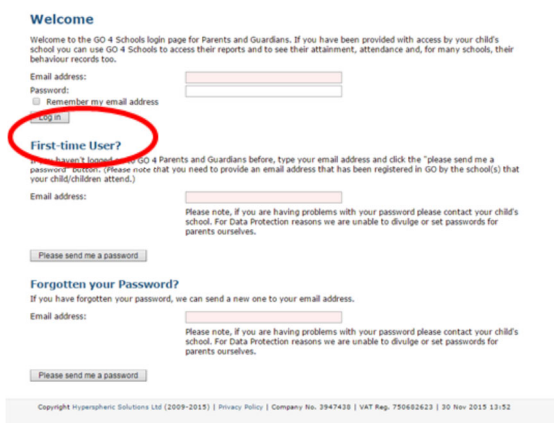 Welcome
Welcome to the GO 4 Schools login page for Parents and Guardians. If you have been provided with access by your child's
school you can use GO 4 Schools to access their reports and to see their attainment, attendance and, for many schools, their
behaviour records too.
Email address:
Password:
Remember my email address
Log in
First-time User?
If you haven't logged GO 4 Parents and Guardians before, type your email address and click the "please send me a
password" button. (Please note that you need to provide an email address that has been registered in GO by the school(s) that
your child/children attend.)
Email address:
Please note, if you are having problems with your password please contact your child's
school. For Data Protection reasons we are unable to divulge or set passwords for
parents ourselves.
Please send me a password
Forgotten your Password?
If you have forgotten your password, we can send a new one to your email address.
Email address:
Please note, if you are having problems with your password please contact your child's
school. For Data Protection reasons we are unable to divulge or set passwords for
parents ourselves.
Please send me a password
Copyright Hyperspheric Solutions Ltd (2009-2015) | Privacy Policy | Company No. 3947438 | VAT Reg. 750682623 | 30 Nov 2015 13:52